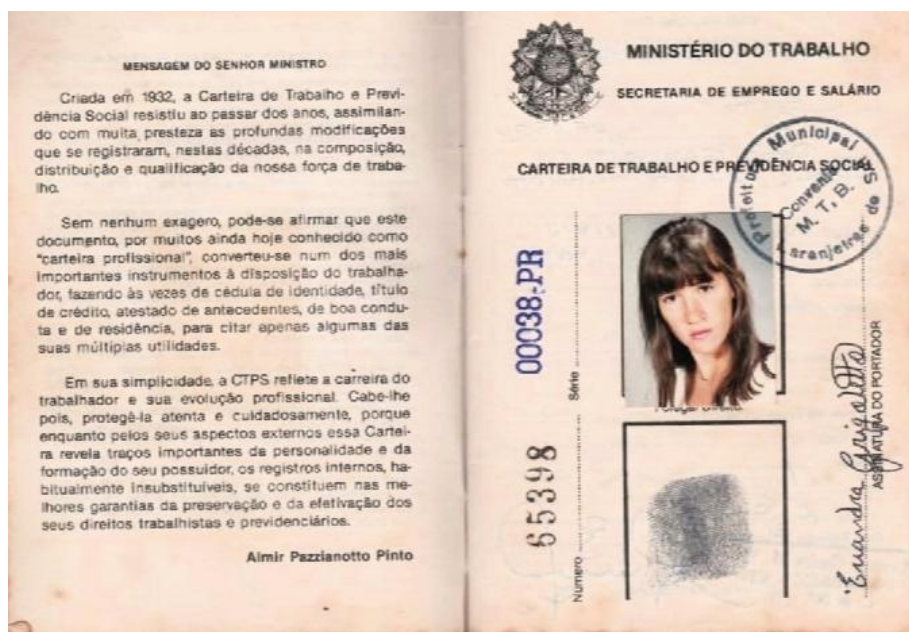 MENSAGEM DO SENHOR MINISTRO
Criada em 1932, a Carteira de Trabalho e Previ-
dência Social resistiu ao passar dos anos, assimilan-
do com muita presteza as profundas modificações
que se registraram, nestas décadas, na composição,
distribuição e qualificação da nossa força de traba-
lho.
Sem nenhum exagero, pode-se afirmar que este
documento, por muitos ainda hoje conhecido como
"carteira profissional", converteu-se num dos mais
importantes instrumentos à disposição do trabalha-
dor, fazendo às vezes de cédula de identidade, título
de crédito, atestado de antecedentes, de boa condu-
ta e de residência, para citar apenas algumas das
suas múltiplas utilidades.
Em sua simplicidade, a CTPS reflete a carreira do
trabalhador e sua evolução profissional. Cabe-lhe
pois, protegê-la atenta e cuidadosamente, porque
enquanto pelos seus aspectos externos essa Cartei-
ra revela traços importantes da personalidade e da
formação do seu possuidor, os registros internos, ha-
bitualmente insubstituíveis, se constituem nas me-
lhores garantias da preservação e da efetivação dos
seus direitos trabalhistas e previdenciários.
Almir Pazzianotto Pinto
MINISTÉRIO DO TRABALHO
SECRETARIA DE EMPREGO E SALÁRIO
CARTEIRA DE TRABALHO E PREVIDÊNCIA SOCIAL
Municipal de
Laranjeiras
Convenio
M. T. B.
Número 65398
Série 00038-PR
Polegar Direito
ASSINATURA DO PORTADOR